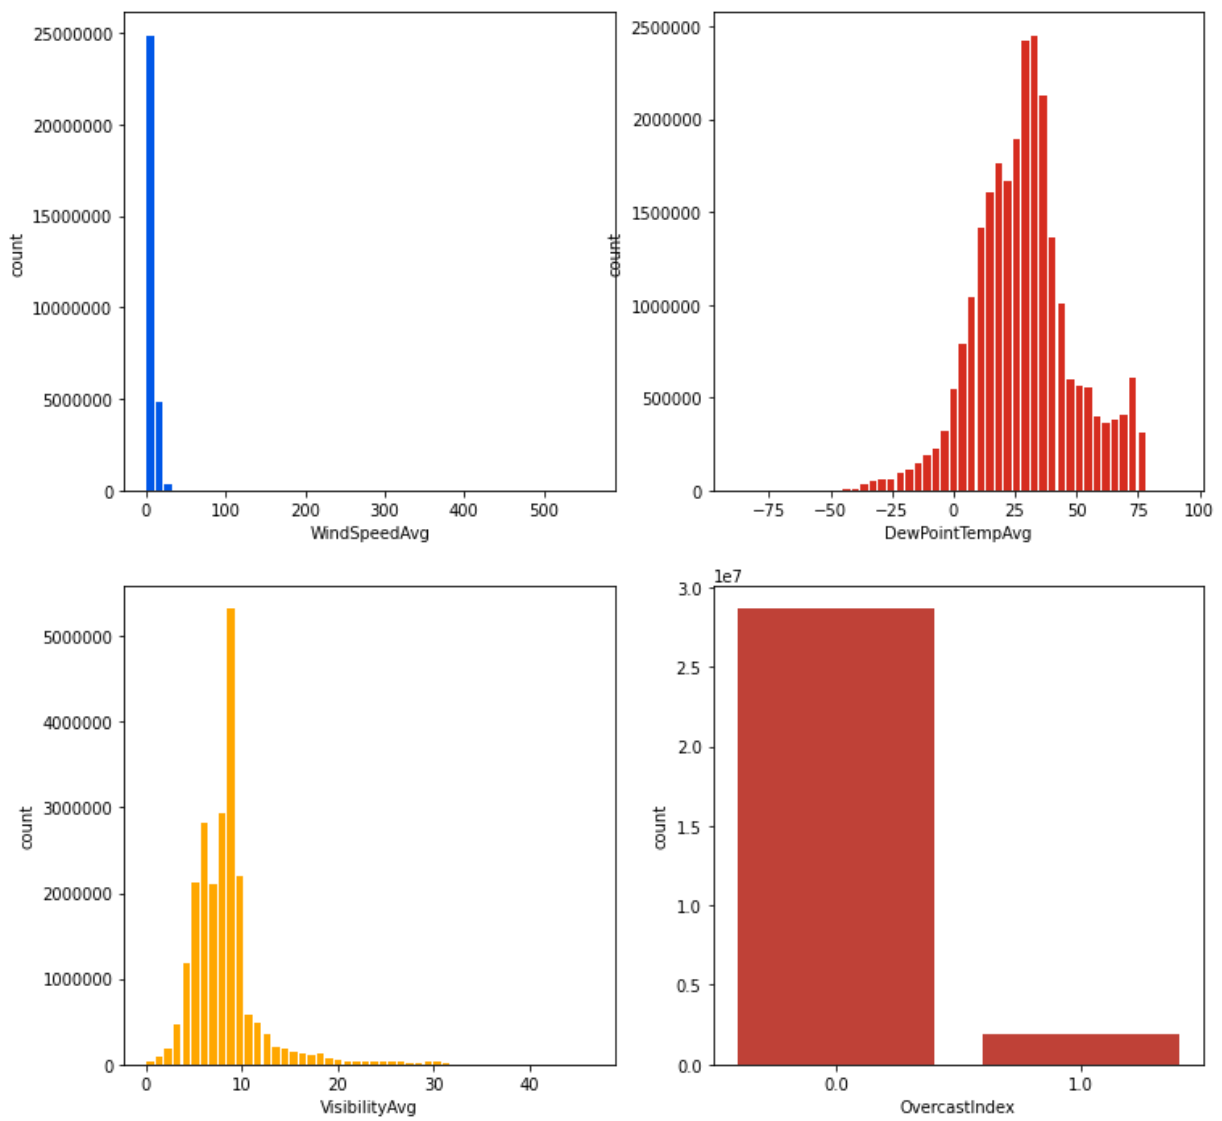 25000000
20000000
15000000
10000000
5000000
0
count
0 100 200 300 400 500
WindSpeedAvg
2500000
2000000
1500000
1000000
500000
0
count
−75 −50 −25 0 25 50 75 100
DewPointTempAvg
5000000
4000000
3000000
2000000
1000000
0
count
0 10 20 30 40
VisibilityAvg
1e7
3.0
2.5
2.0
1.5
1.0
0.5
0.0
count
0.0 1.0
OvercastIndex